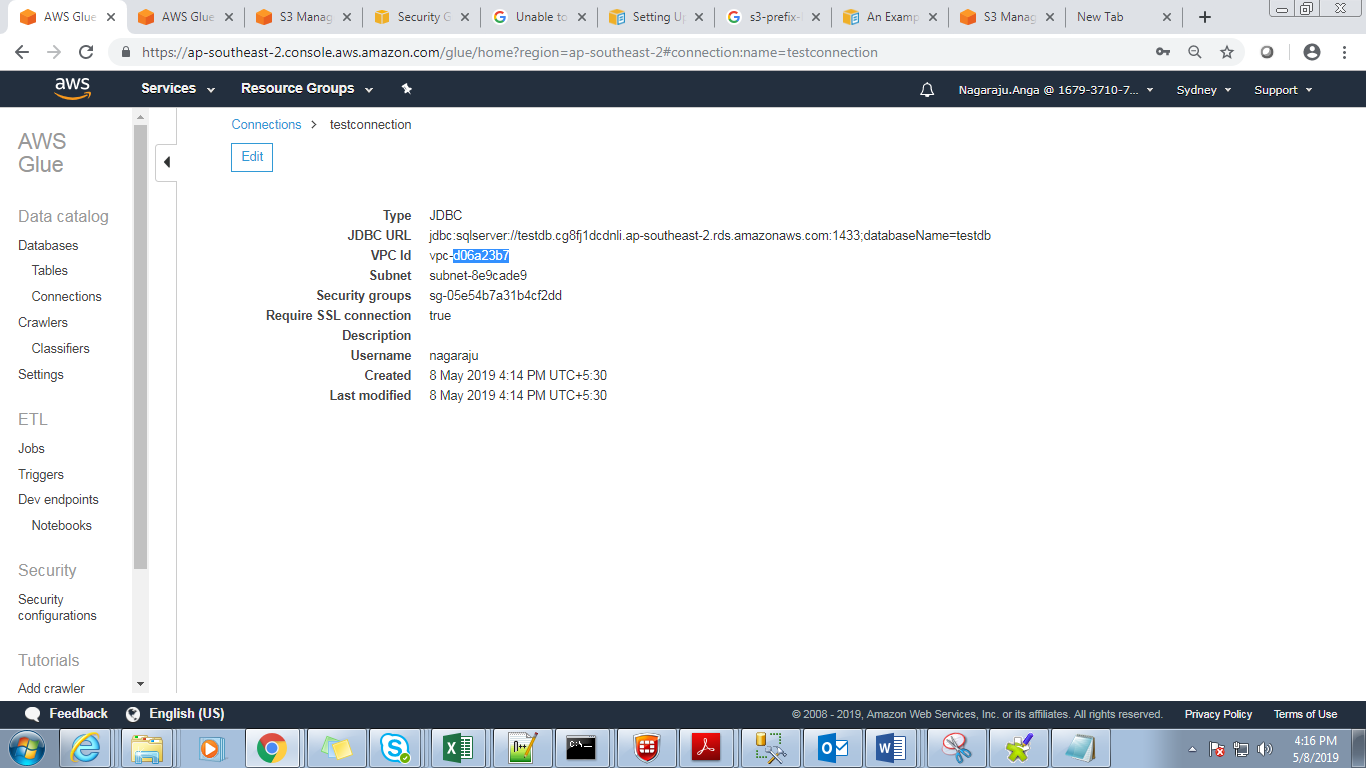 AWS Glue
AWS Glue
S3 Manag
Security G
Unable to
Setting Up
s3-prefix-
An Examp
S3 Manag
New Tab
https://ap-southeast-2.console.aws.amazon.com/glue/home?region=ap-southeast-2#connection:name=testconnection
aws
Services
Resource Groups
Nagaraju.Anga @ 1679-3710-7...
Sydney
Support
AWS
Glue
Data catalog
Databases
Tables
Connections
Crawlers
Classifiers
Settings
ETL
Jobs
Triggers
Dev endpoints
Notebooks
Security
Security
configurations
Tutorials
Add crawler
Connections > testconnection
Edit
Type JDBC
JDBC URL jdbc:sqlserver://testdb.cg8fj1dcdnli.ap-southeast-2.rds.amazonaws.com:1433;databaseName=testdb
VPC Id vpc-d06a23b7
Subnet subnet-8e9cade9
Security groups sg-05e54b7a31b4cf2dd
Require SSL connection true
Description
Username nagaraju
Created 8 May 2019 4:14 PM UTC+5:30
Last modified 8 May 2019 4:14 PM UTC+5:30
Feedback
English (US)
© 2008 - 2019, Amazon Web Services, Inc. or its affiliates. All rights reserved.
Privacy Policy
Terms of Use
4:16 PM
5/8/2019